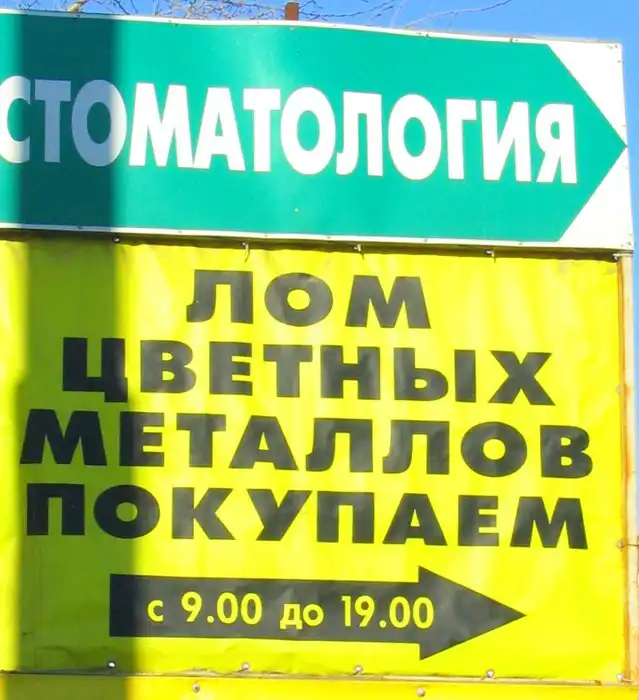 СТОМАТОЛОГИЯ
ЛОМ
ЦВЕТНЫХ
МЕТАЛЛОВ
ПОКУПАЕМ
с 9.00 до 19.00